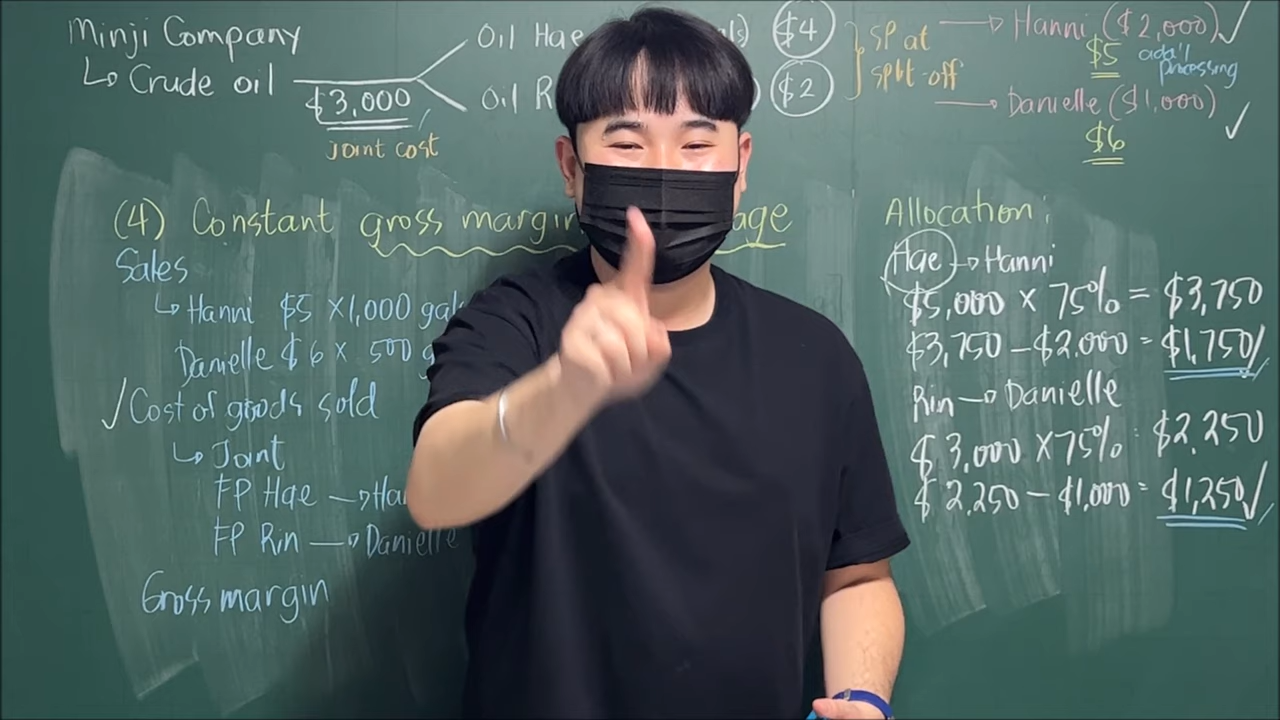 Minji Company
↳ Crude oil
$3,000
joint cost
Oil Hae
$4
Oil R
$2
SP at
split-off
→ Hanni ($2,000) ✓
$5 add'l
processing
→ Danielle ($1,000)
$6 ✓
(4) Constant gross margin age
Sales
↳ Hanni $5 ×1,000 gal
Danielle $6 × 500 g
✓ Cost of goods sold
↳ Joint
FP Hae → Ha
FP Rin → Danielle
Gross margin
Allocation:
Hae → Hanni
$5,000 × 75% = $3,750
$3,750 – $2,000 = $1,750
Rin → Danielle
$3,000 × 75% = $2,250
$2,250 – $1,000 = $1,250